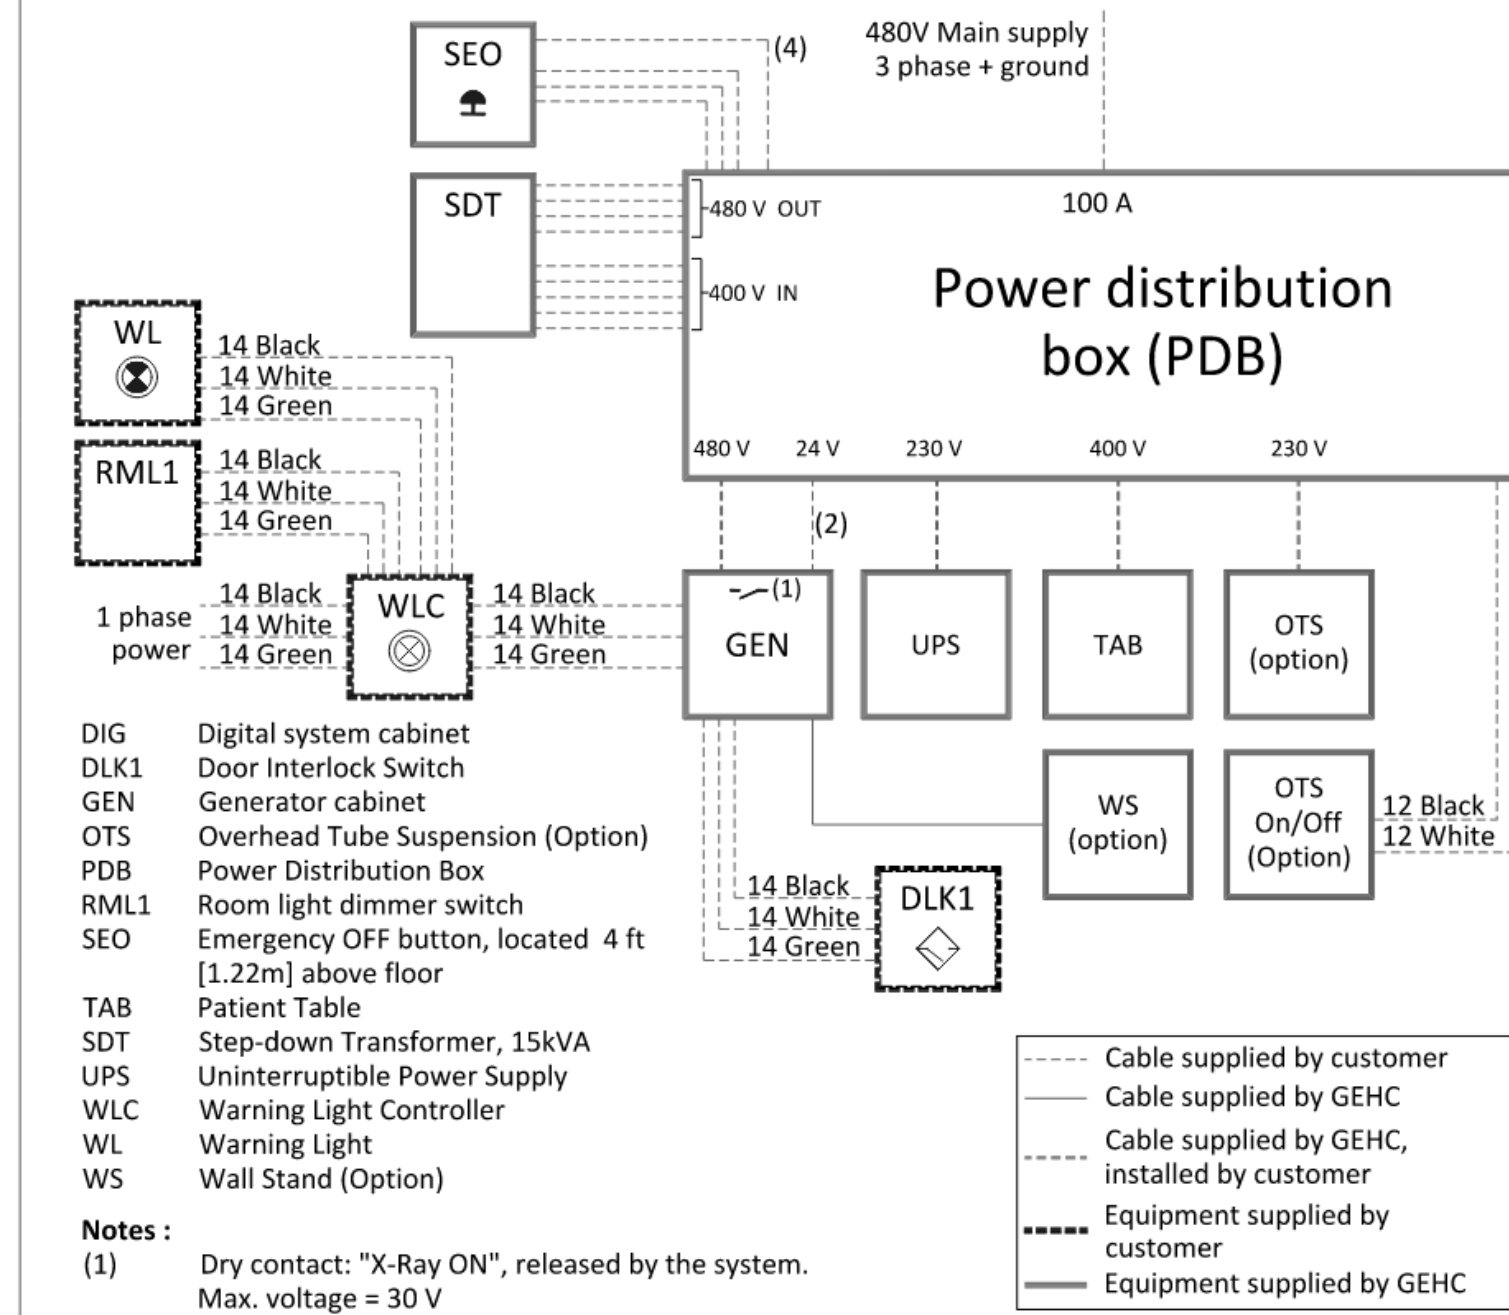 SEO
(4)
480V Main supply
3 phase + ground
SDT
480 V OUT
400 V IN
100 A
Power distribution
box (PDB)
WL
14 Black
14 White
14 Green
RML1
14 Black
14 White
14 Green
480 V
24 V
230 V
400 V
230 V
(2)
1 phase
power
14 Black
14 White
14 Green
WLC
14 Black
14 White
14 Green
(1)
GEN
UPS
TAB
OTS
(option)
WS
(option)
OTS
On/Off
(Option)
12 Black
12 White
14 Black
14 White
14 Green
DLK1
DIG Digital system cabinet
DLK1 Door Interlock Switch
GEN Generator cabinet
OTS Overhead Tube Suspension (Option)
PDB Power Distribution Box
RML1 Room light dimmer switch
SEO Emergency OFF button, located 4 ft
[1.22m] above floor
TAB Patient Table
SDT Step-down Transformer, 15kVA
UPS Uninterruptible Power Supply
WLC Warning Light Controller
WL Warning Light
WS Wall Stand (Option)
Notes :
(1) Dry contact: "X-Ray ON", released by the system.
Max. voltage = 30 V
Cable supplied by customer
Cable supplied by GEHC
Cable supplied by GEHC,
installed by customer
Equipment supplied by
customer
Equipment supplied by GEHC